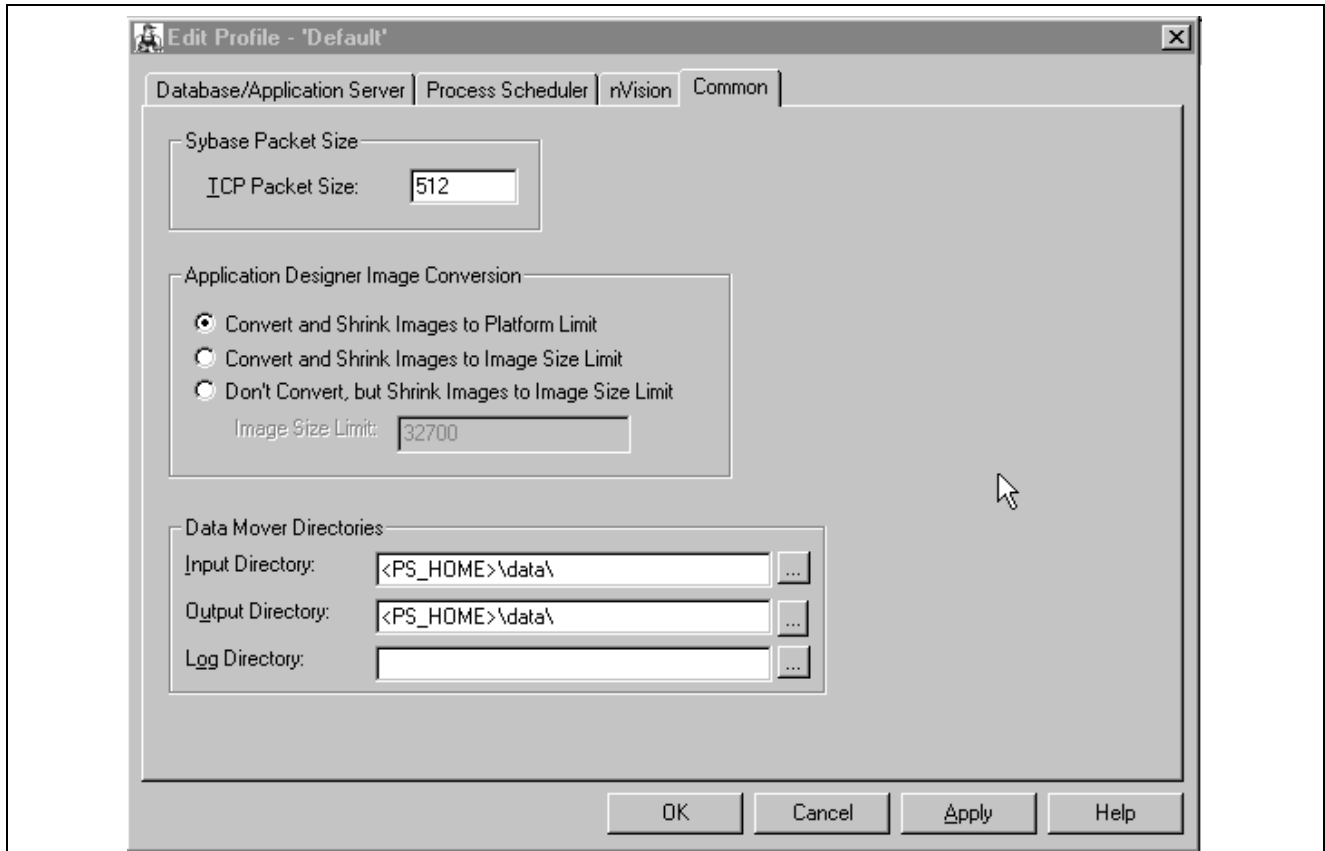 Edit Profile - 'Default'
Database/Application Server Process Scheduler nVision Common
Sybase Packet Size
TCP Packet Size: 512
Application Designer Image Conversion
Convert and Shrink Images to Platform Limit
Convert and Shrink Images to Image Size Limit
Don't Convert, but Shrink Images to Image Size Limit
Image Size Limit: 32700
Data Mover Directories
Input Directory: <PS_HOME>\data\ ...
Output Directory: <PS_HOME>\data\ ...
Log Directory: ...
OK Cancel Apply Help